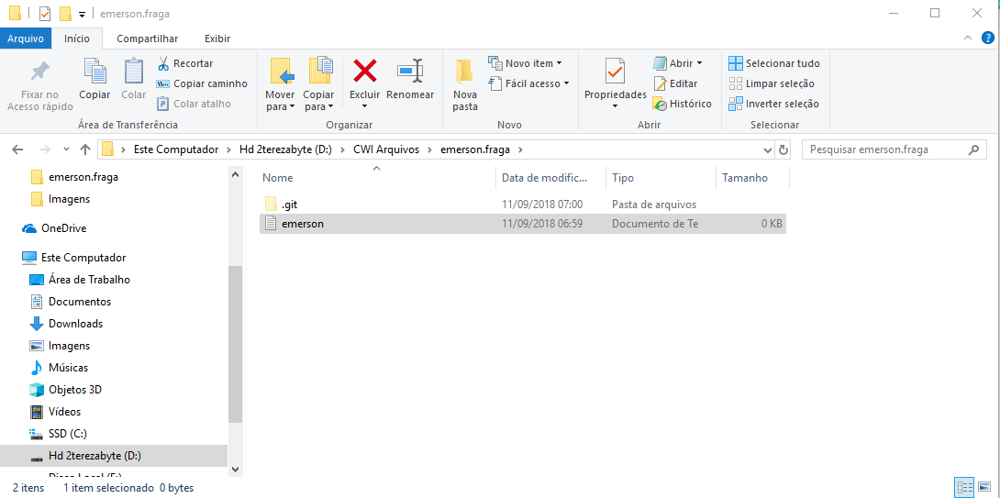 emerson.fraga
Arquivo Início Compartilhar Exibir
Fixar no Acesso rápido
Copiar
Colar
Recortar
Copiar caminho
Colar atalho
Área de Transferência
Mover para
Copiar para
Excluir
Renomear
Organizar
Nova pasta
Novo item
Fácil acesso
Novo
Propriedades
Abrir
Editar
Histórico
Abrir
Selecionar tudo
Limpar seleção
Inverter seleção
Selecionar
Este Computador > Hd 2terezabyte (D:) > CWI Arquivos > emerson.fraga >
Pesquisar emerson.fraga
emerson.fraga
Imagens
OneDrive
Este Computador
Área de Trabalho
Documentos
Downloads
Imagens
Músicas
Objetos 3D
Vídeos
SSD (C:)
Hd 2terezabyte (D:)
Nome Data de modific... Tipo Tamanho
.git 11/09/2018 07:00 Pasta de arquivos
emerson 11/09/2018 06:59 Documento de Te 0 KB
2 itens 1 item selecionado 0 bytes